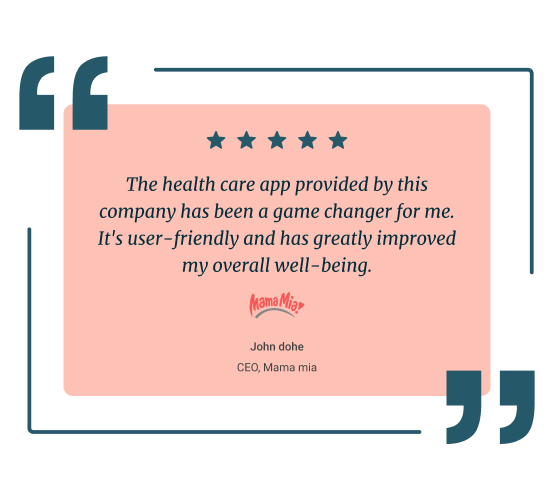 The health care app provided by this
company has been a game changer for me.
It's user-friendly and has greatly improved
my overall well-being.
Mama Mia!
John dohe
CEO, Mama mia